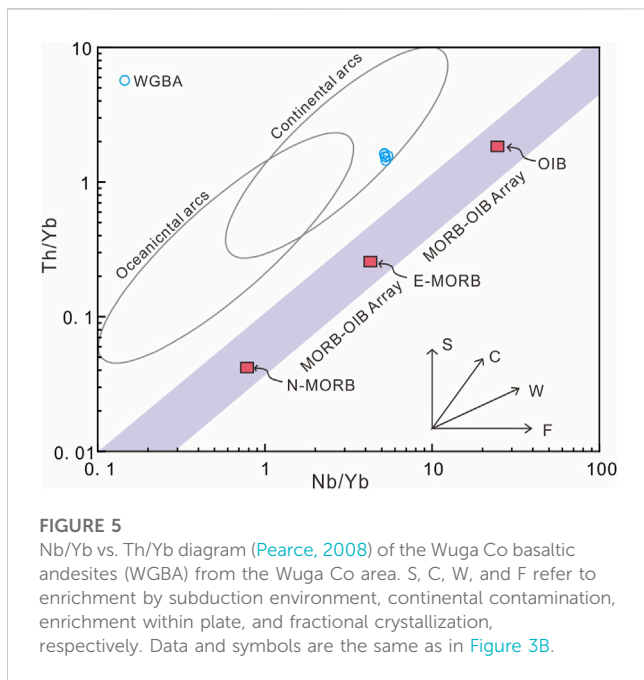 10
WGBA
Continental arcs
OIB
1
Oceanicntal arcs
MORB-OIB Array
Th/Yb
E-MORB
0.1
MORB-OIB Array
S
C
N-MORB
W
F
0.01
0.1
1
10
100
Nb/Yb
FIGURE 5
Nb/Yb vs. Th/Yb diagram (Pearce, 2008) of the Wuga Co basaltic
andesites (WGBA) from the Wuga Co area. S, C, W, and F refer to
enrichment by subduction environment, continental contamination,
enrichment within plate, and fractional crystallization,
respectively. Data and symbols are the same as in Figure 3B.